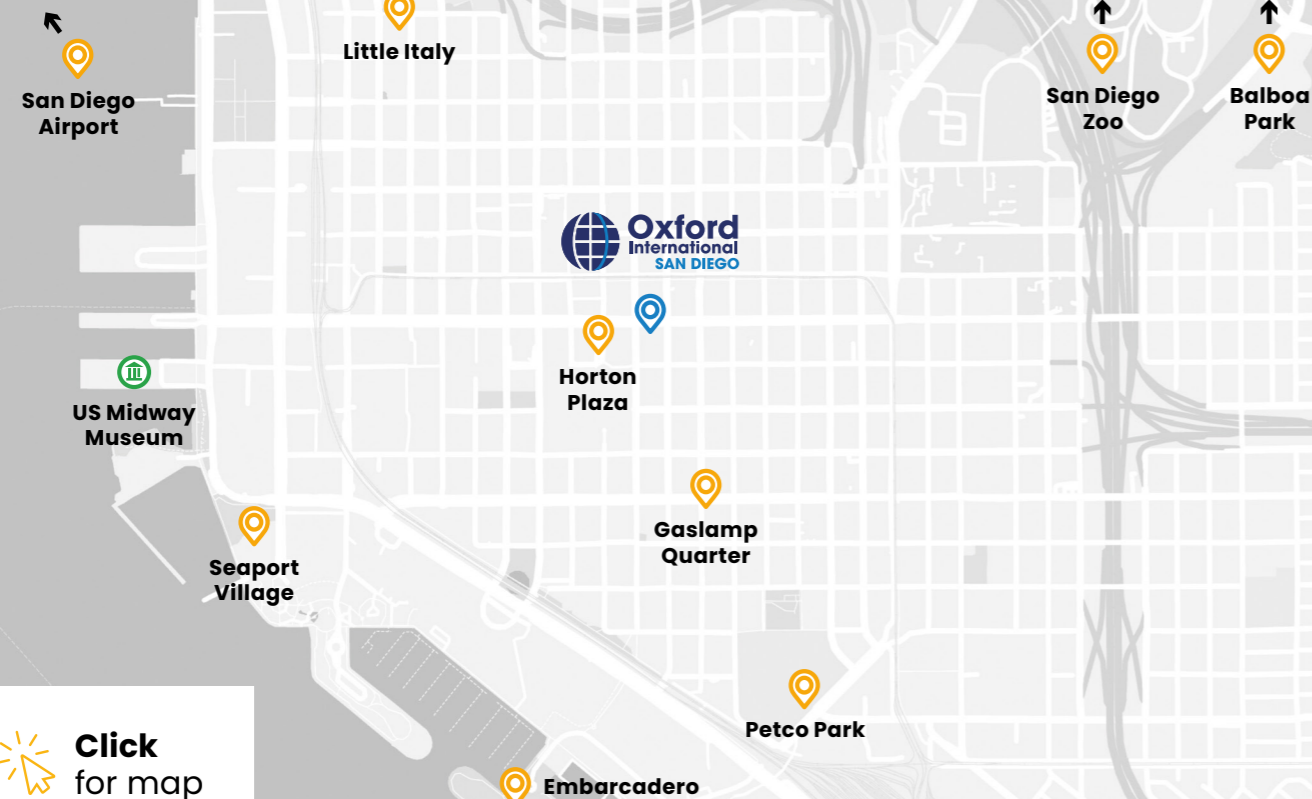 Little Italy
San Diego
Airport
San Diego
Zoo
Balboa
Park
Oxford
International
SAN DIEGO
Horton
Plaza
US Midway
Museum
Gaslamp
Quarter
Seaport
Village
Petco Park
Embarcadero
Click
for map